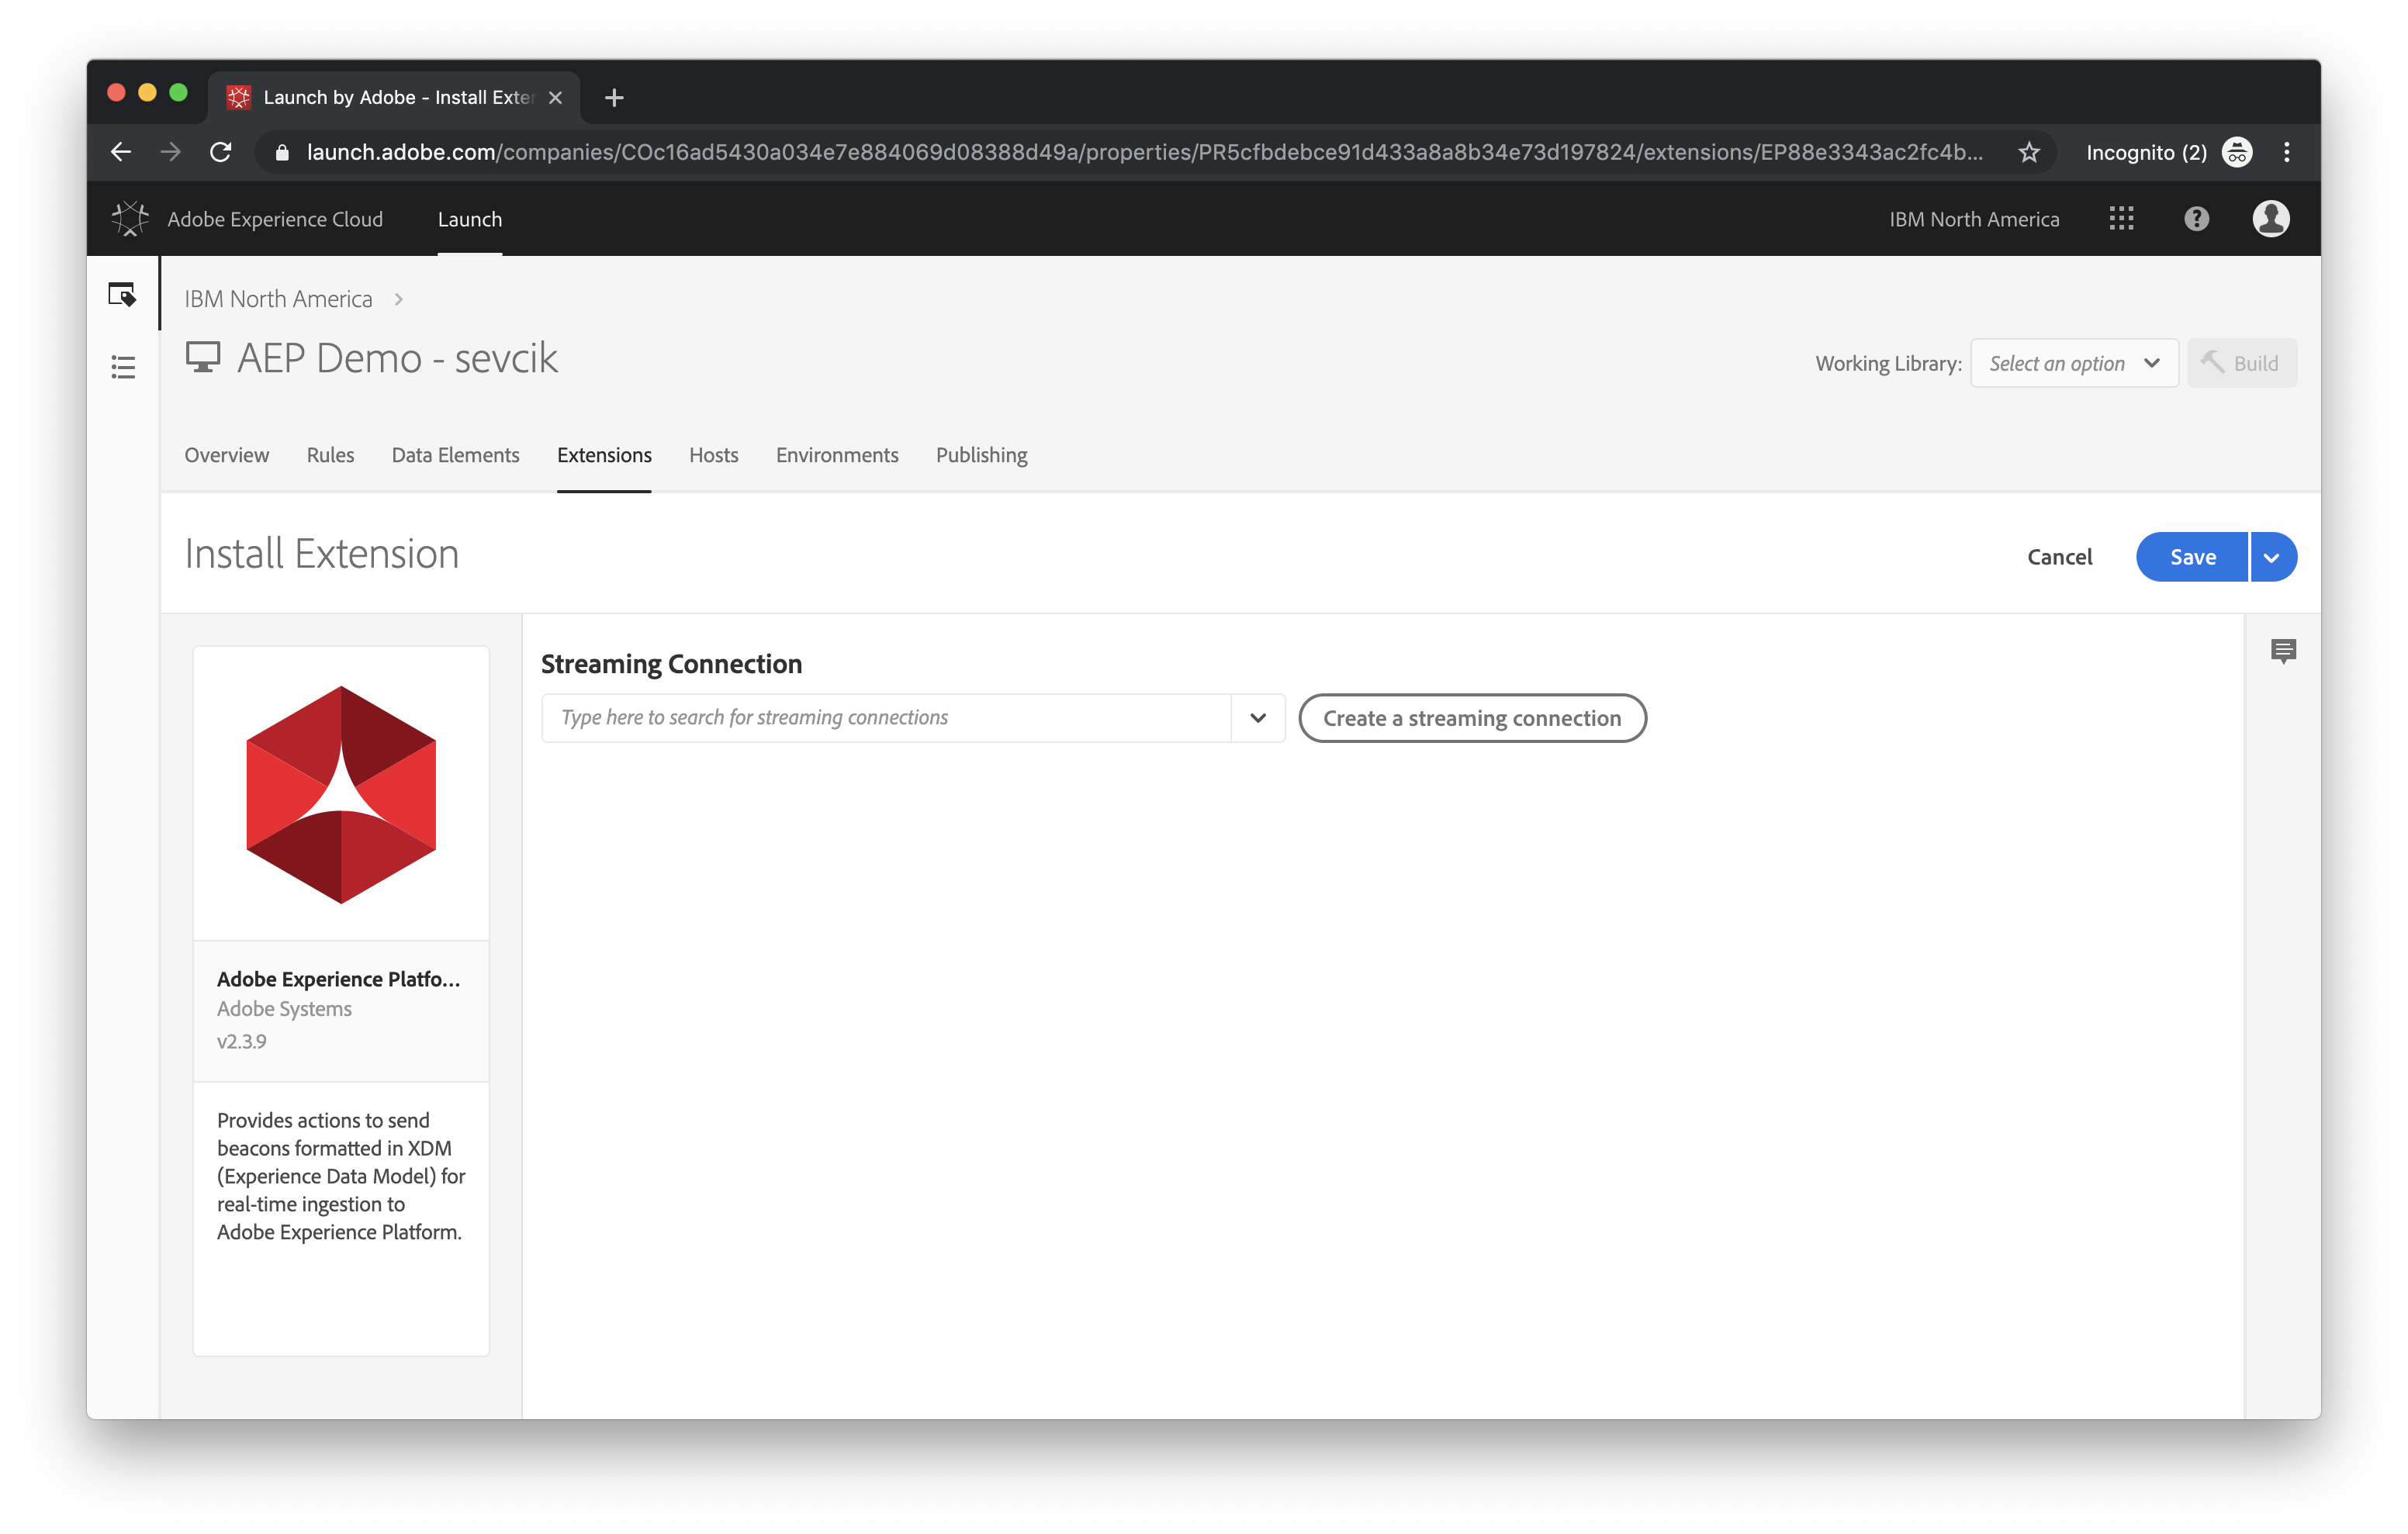 Launch by Adobe - Install Exte
launch.adobe.com/companies/COc16ad5430a034e7e884069d08388d49a/properties/PR5cfbdebce91d433a8a8b34e73d197824/extensions/EP88e3343ac2fc4b...
Incognito (2)
Adobe Experience Cloud
Launch
IBM North America
IBM North America
AEP Demo - sevcik
Working Library:
Select an option
Build
Overview
Rules
Data Elements
Extensions
Hosts
Environments
Publishing
Install Extension
Cancel
Save
Streaming Connection
Type here to search for streaming connections
Create a streaming connection
Adobe Experience Platfo...
Adobe Systems
v2.3.9
Provides actions to send
beacons formatted in XDM
(Experience Data Model) for
real-time ingestion to
Adobe Experience Platform.